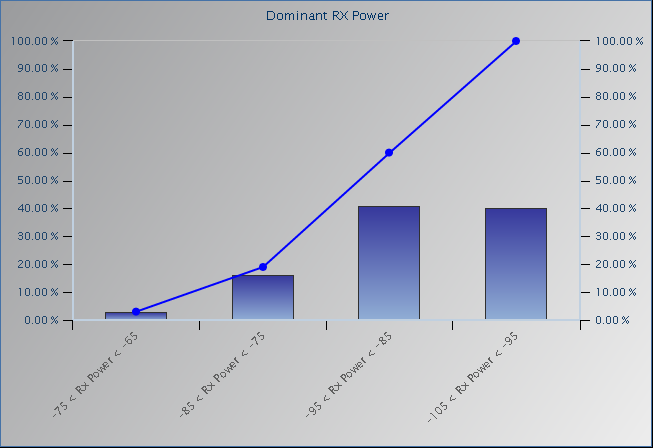 Dominant RX Power
100.00 % 100.00 %
90.00 % 90.00 %
80.00 % 80.00 %
70.00 % 70.00 %
60.00 % 60.00 %
50.00 % 50.00 %
40.00 % 40.00 %
30.00 % 30.00 %
20.00 % 20.00 %
10.00 % 10.00 %
0.00 % 0.00 %
-75 < Rx Power < -65
-85 < Rx Power < -75
-95 < Rx Power < -85
-105 < Rx Power < -95